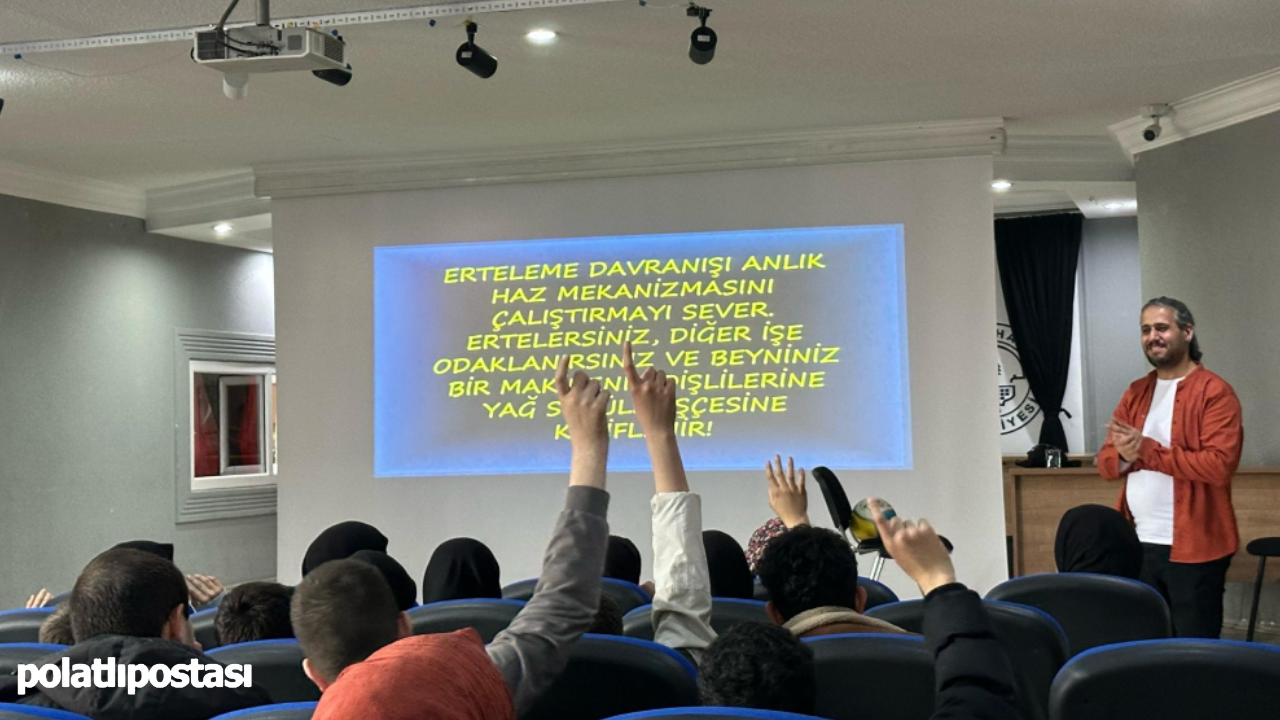 ERTELEME DAVRANIŞI ANLIK
HAZ MEKANİZMASINI
ÇALIŞTIRMAYI SEVER.
ERTELERSİNİZ, DİĞER İŞE
ODAKLANIRSINIZ VE BEYNİNİZ
BİR DİŞLİLERİNE
YAĞ
polatlıpostası